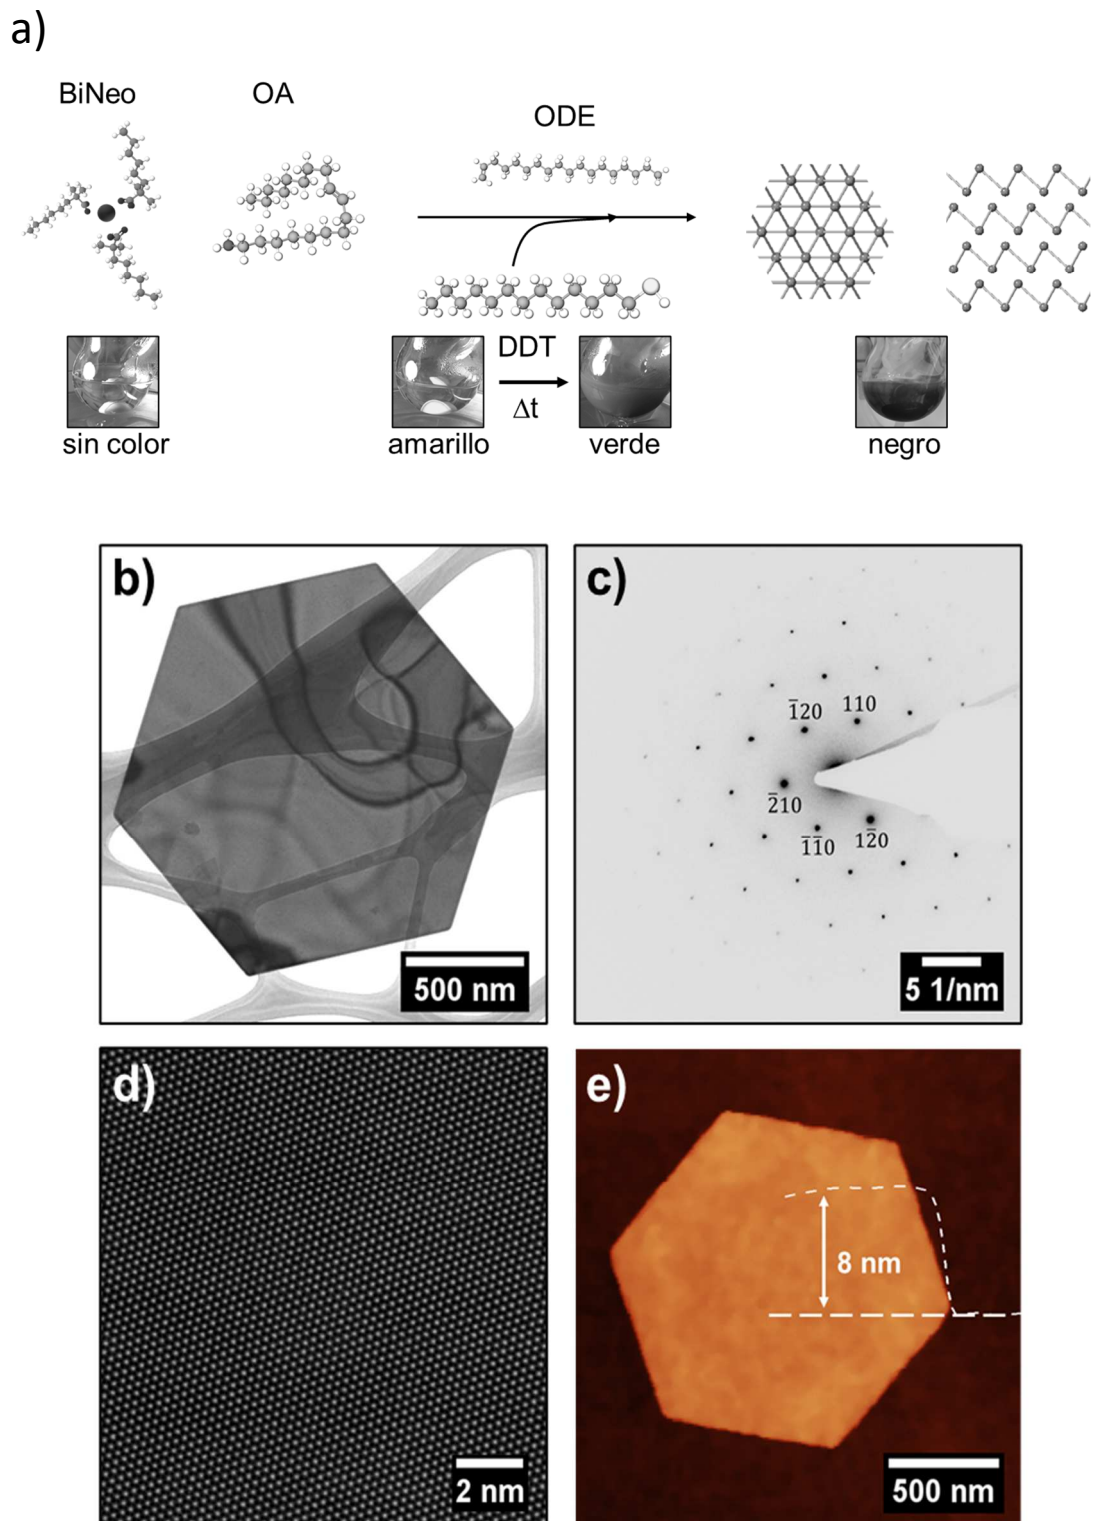 a)
BiNeo
OA
ODE
DDT
Δt
sin color
amarillo
verde
negro
b)
500 nm
c)
1̅20
110
2̅10
1̅1̅0
12̅0
5 1/nm
d)
2 nm
e)
8 nm
500 nm